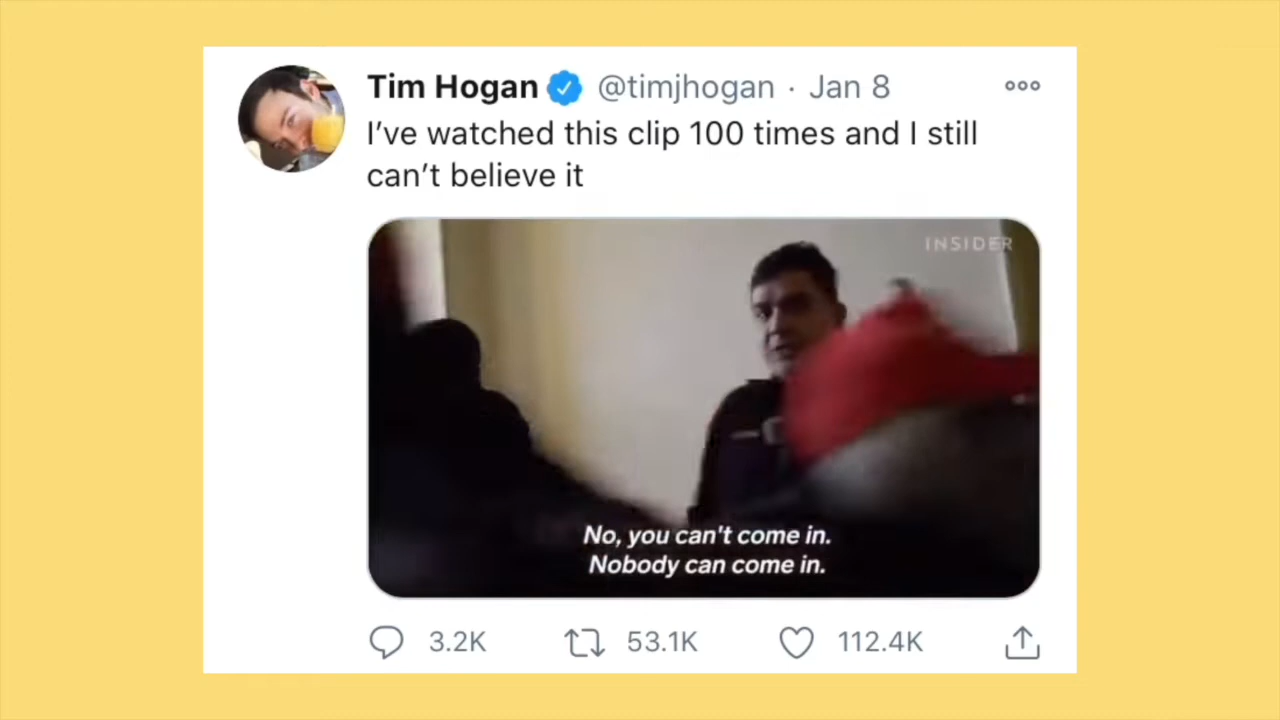 Tim Hogan @timjhogan · Jan 8
I’ve watched this clip 100 times and I still
can’t believe it
INSIDER
No, you can't come in.
Nobody can come in.
3.2K 53.1K 112.4K